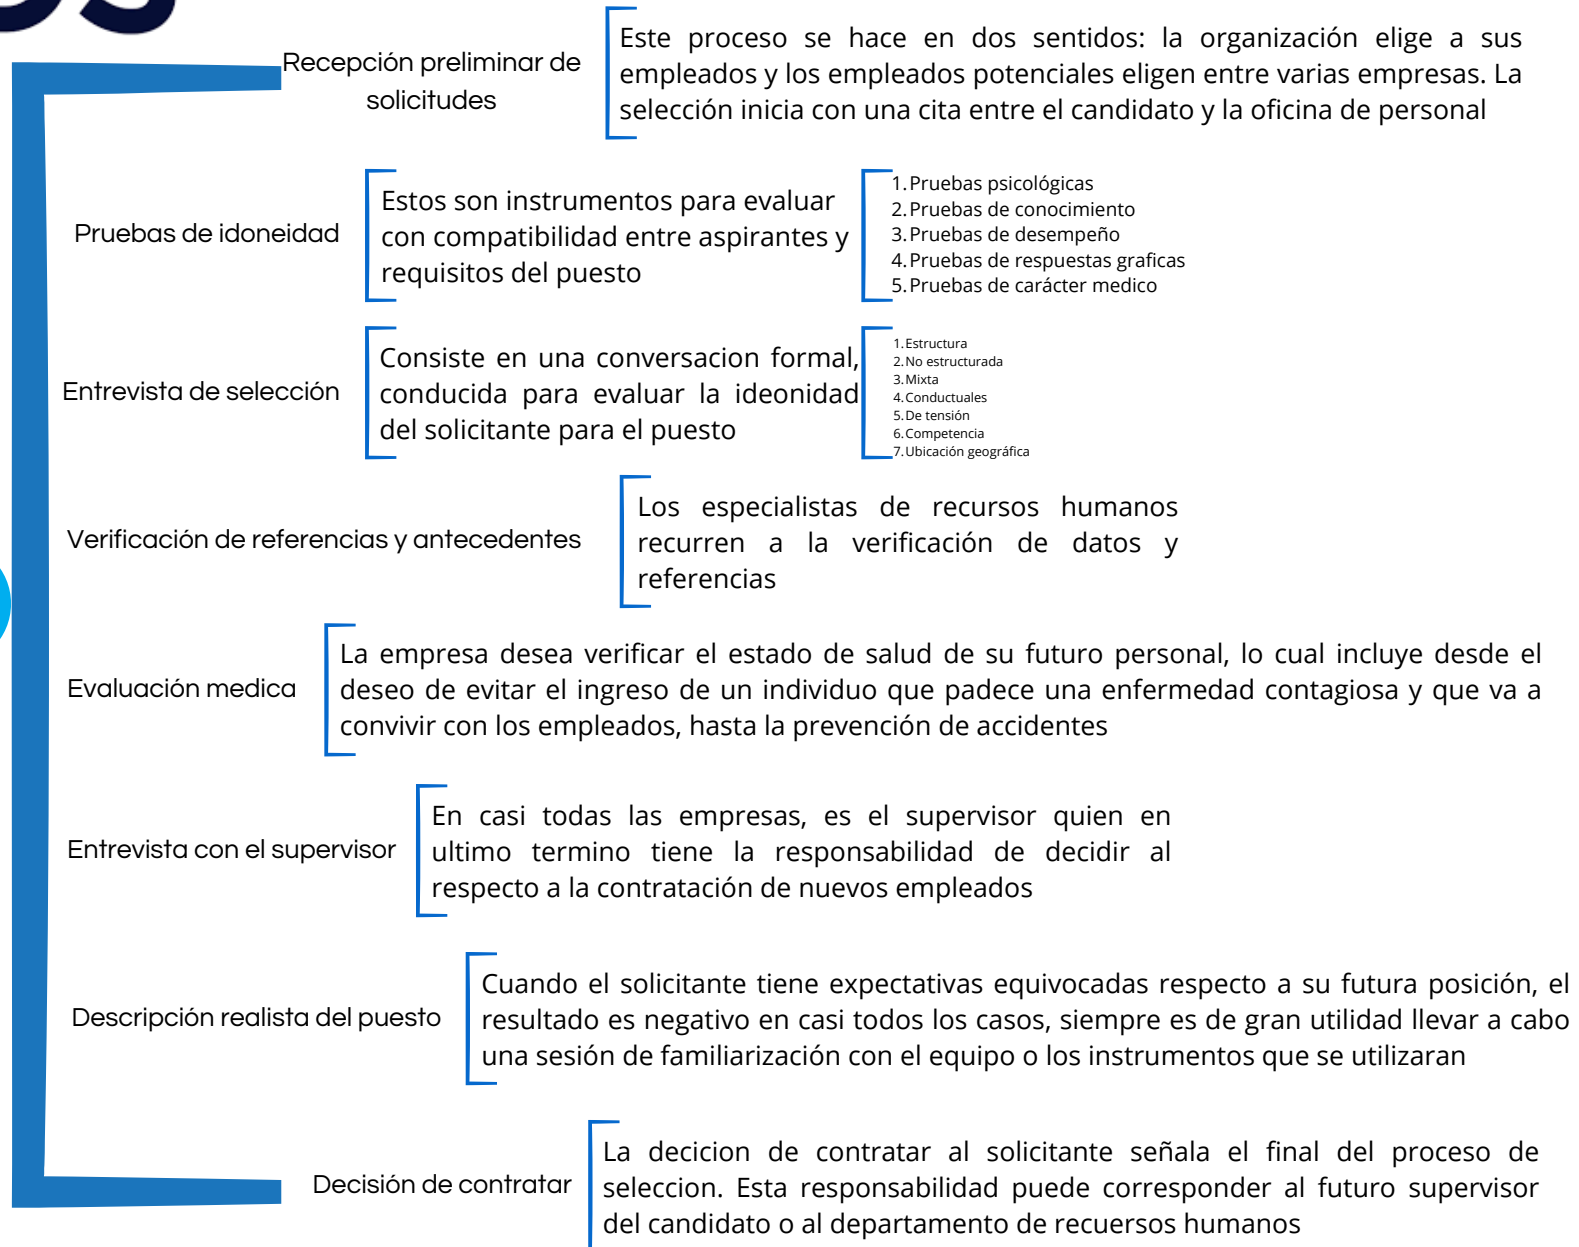 Recepción preliminar de
solicitudes
Este proceso se hace en dos sentidos: la organización elige a sus
empleados y los empleados potenciales eligen entre varias empresas. La
selección inicia con una cita entre el candidato y la oficina de personal
Pruebas de idoneidad
Estos son instrumentos para evaluar
con compatibilidad entre aspirantes y
requisitos del puesto
1. Pruebas psicológicas
2. Pruebas de conocimiento
3. Pruebas de desempeño
4. Pruebas de respuestas graficas
5. Pruebas de carácter medico
Entrevista de selección
Consiste en una conversacion formal,
conducida para evaluar la ideonidad
del solicitante para el puesto
1. Estructura
2. No estructurada
3. Mixta
4. Conductuales
5. De tensión
6. Competencia
7. Ubicación geográfica
Verificación de referencias y antecedentes
Los especialistas de recursos humanos
recurren a la verificación de datos y
referencias
Evaluación medica
La empresa desea verificar el estado de salud de su futuro personal, lo cual incluye desde el
deseo de evitar el ingreso de un individuo que padece una enfermedad contagiosa y que va a
convivir con los empleados, hasta la prevención de accidentes
Entrevista con el supervisor
En casi todas las empresas, es el supervisor quien en
ultimo termino tiene la responsabilidad de decidir al
respecto a la contratación de nuevos empleados
Descripción realista del puesto
Cuando el solicitante tiene expectativas equivocadas respecto a su futura posición, el
resultado es negativo en casi todos los casos, siempre es de gran utilidad llevar a cabo
una sesión de familiarización con el equipo o los instrumentos que se utilizaran
Decisión de contratar
La decicion de contratar al solicitante señala el final del proceso de
seleccion. Esta responsabilidad puede corresponder al futuro supervisor
del candidato o al departamento de recuersos humanos